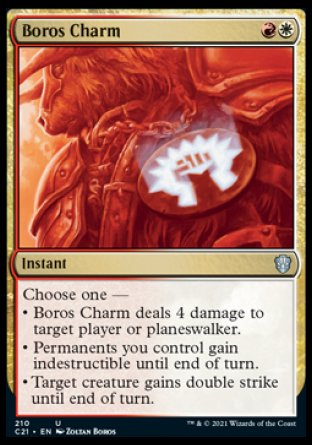 Boros Charm
Instant
Choose one —
• Boros Charm deals 4 damage to
target player or planeswalker.
• Permanents you control gain
indestructible until end of turn.
• Target creature gains double strike
until end of turn.
210 U
C21 • EN Zoltan Boros
™ & © 2021 Wizards of the Coast